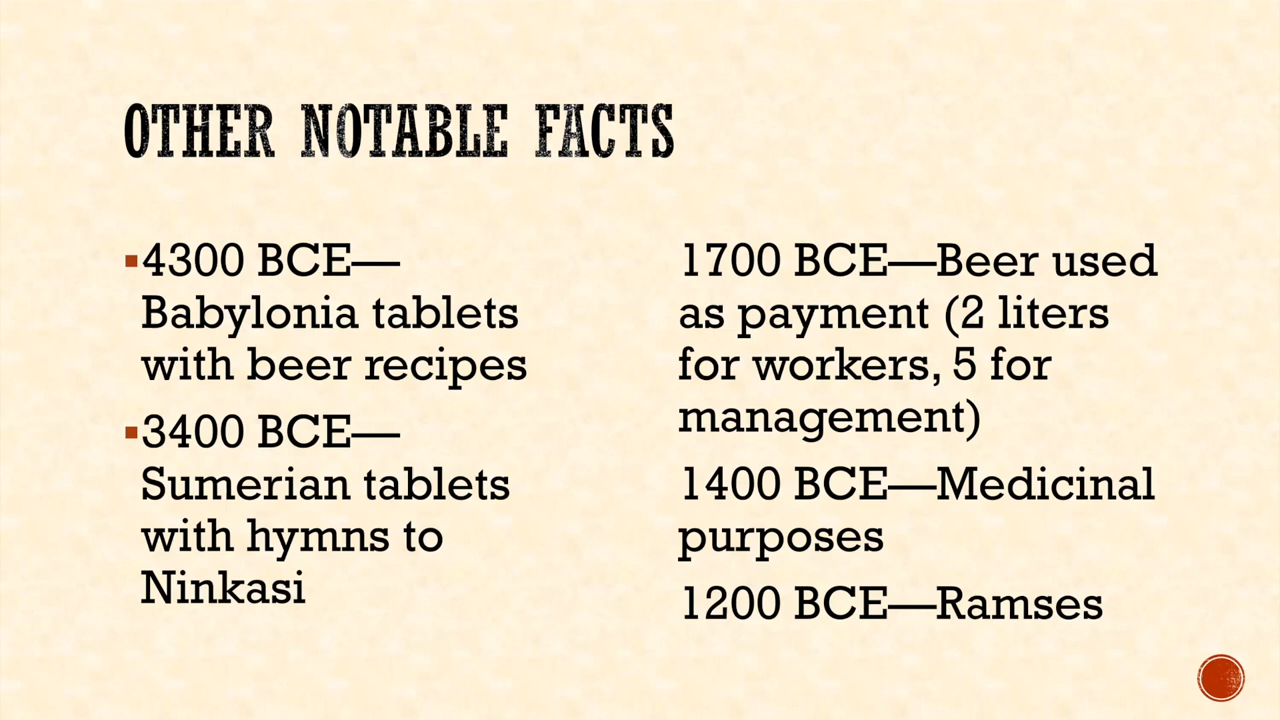 OTHER NOTABLE FACTS
▪4300 BCE—
Babylonia tablets
with beer recipes
▪3400 BCE—
Sumerian tablets
with hymns to
Ninkasi
1700 BCE—Beer used
as payment (2 liters
for workers, 5 for
management)
1400 BCE—Medicinal
purposes
1200 BCE—Ramses